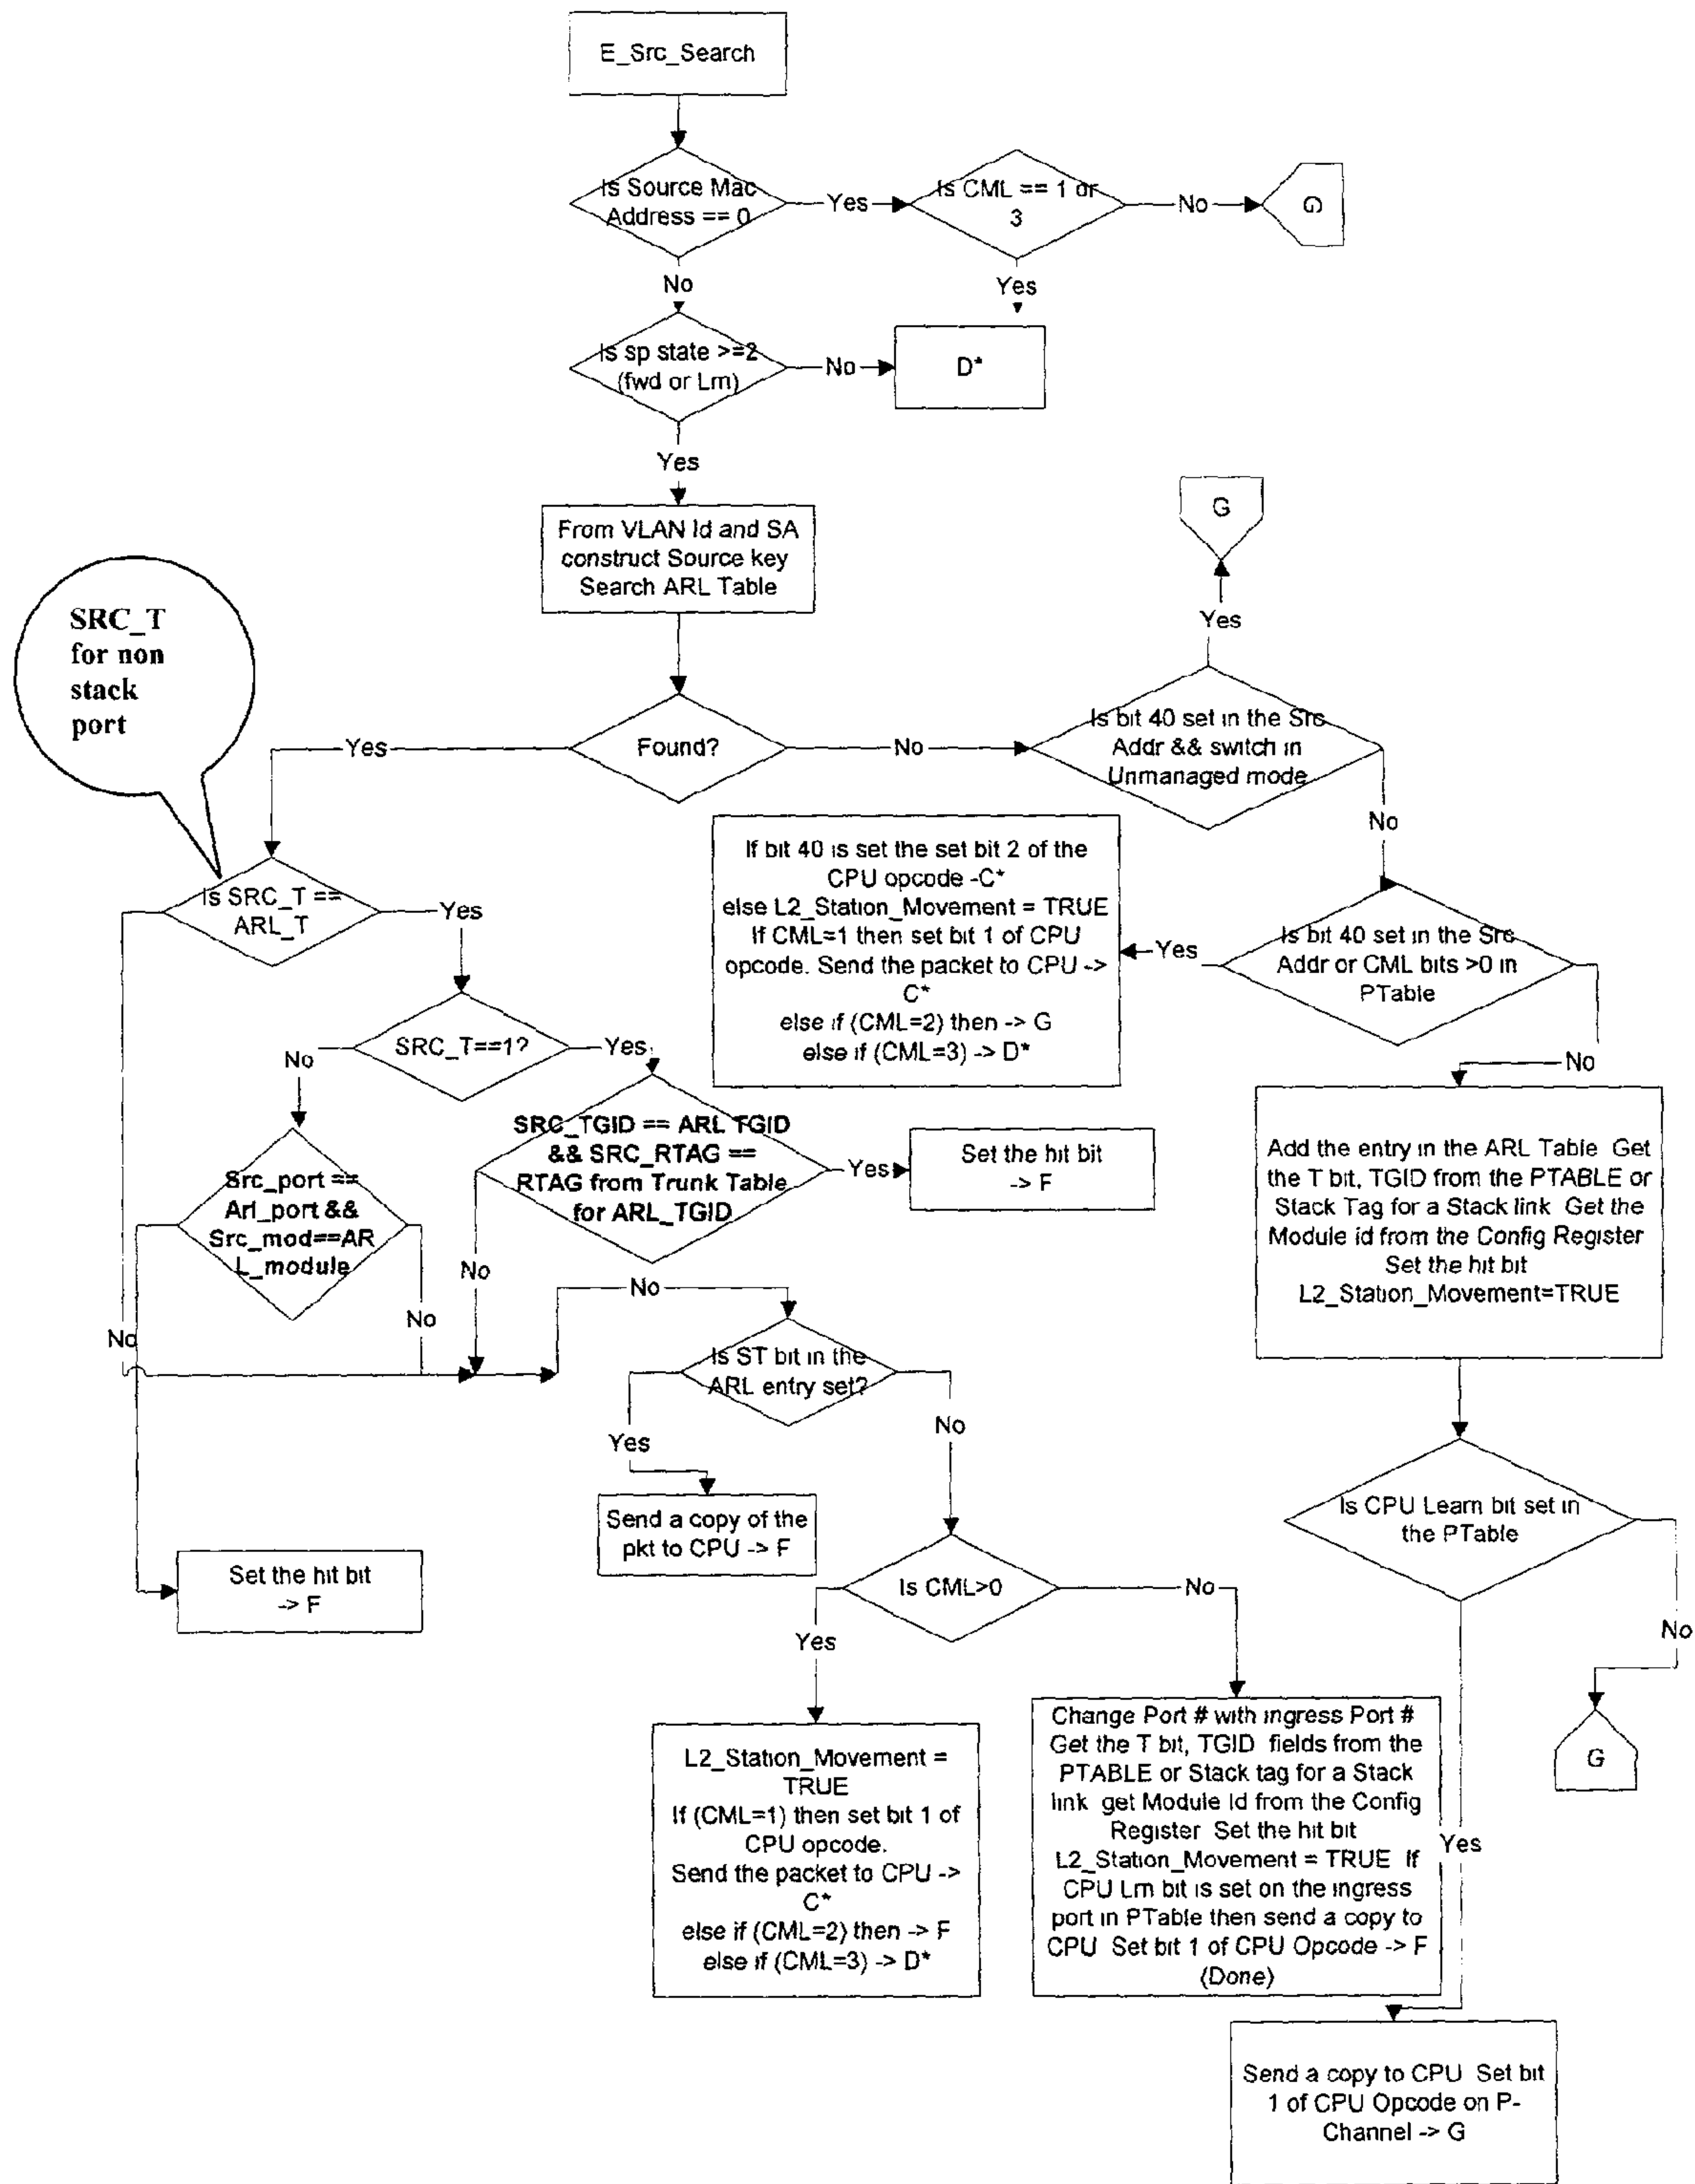 E_Src_Search
Is Source Mac
Address == 0
Yes
Is CML == 1 or
3
No
G
No
Yes
Is sp state >=2
(fwd or Lrn)
No
D*
Yes
From VLAN Id and SA
construct Source key
Search ARL Table
G
Yes
SRC_T
for non
stack
port
Yes
Found?
No
Is bit 40 set in the Src
Addr && switch in
Unmanaged mode
No
If bit 40 is set the set bit 2 of the
CPU opcode -C*
else L2_Station_Movement = TRUE
If CML=1 then set bit 1 of CPU
opcode. Send the packet to CPU ->
C*
else if (CML=2) then -> G
else if (CML=3) -> D*
Yes
Is bit 40 set in the Src
Addr or CML bits >0 in
PTable
No
Is SRC_T ==
ARL_T
Yes
SRC_T==1?
No
Yes
SRC_TGID == ARL TGID
&& SRC_RTAG ==
RTAG from Trunk Table
for ARL_TGID
Yes
Set the hit bit
-> F
Src_port ==
Arl_port &&
Src_mod==AR
L_module
No
No
No
No
Add the entry in the ARL Table Get
the T bit, TGID from the PTABLE or
Stack Tag for a Stack link Get the
Module id from the Config Register
Set the hit bit
L2_Station_Movement=TRUE
Is ST bit in the
ARL entry set?
Yes
No
Send a copy of the
pkt to CPU -> F
Is CPU Learn bit set in
the PTable
Set the hit bit
-> F
Is CML>0
Yes
No
No
G
Yes
L2_Station_Movement =
TRUE
If (CML=1) then set bit 1 of
CPU opcode.
Send the packet to CPU ->
C*
else if (CML=2) then -> F
else if (CML=3) -> D*
Change Port # with ingress Port #
Get the T bit, TGID fields from the
PTABLE or Stack tag for a Stack
link get Module Id from the Config
Register Set the hit bit
L2_Station_Movement = TRUE If
CPU Lrn bit is set on the ingress
port in PTable then send a copy to
CPU Set bit 1 of CPU Opcode -> F
(Done)
Send a copy to CPU Set bit
1 of CPU Opcode on P-
Channel -> G